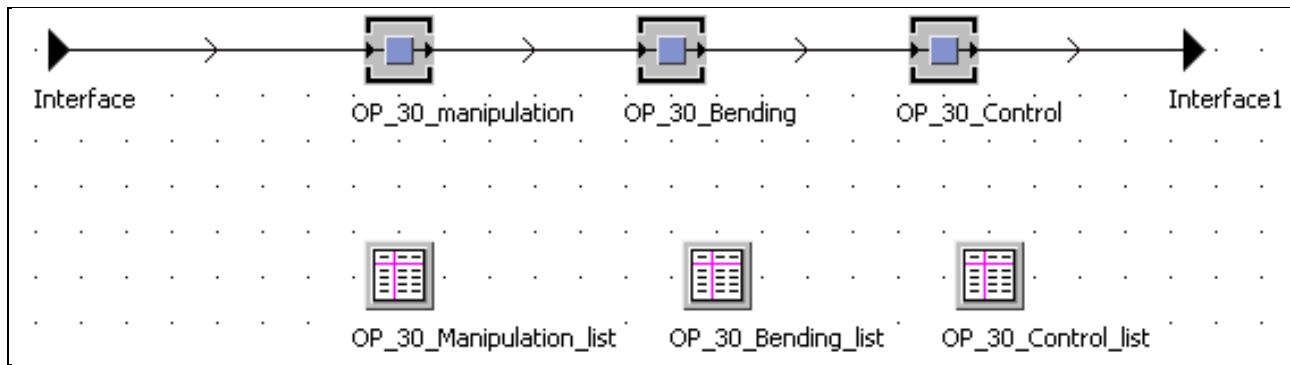 Interface
OP_30_manipulation
OP_30_Bending
OP_30_Control
Interface1
OP_30_Manipulation_list
OP_30_Bending_list
OP_30_Control_list